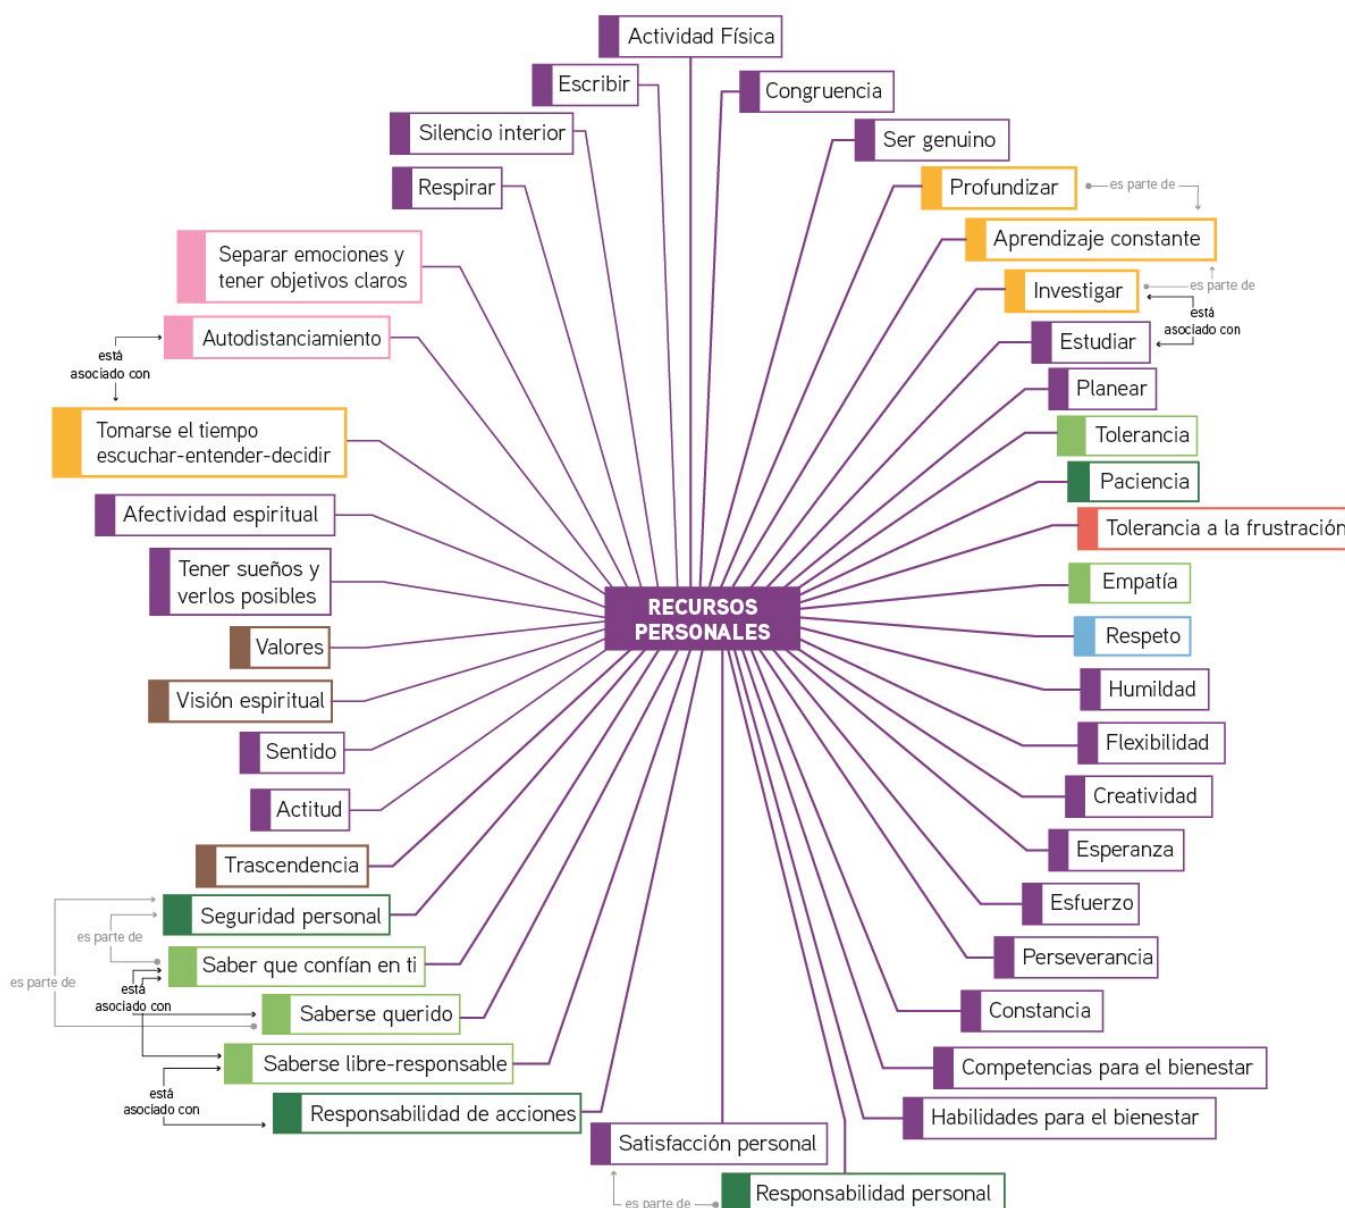 Actividad Física
Escribir
Congruencia
Silencio interior
Ser genuino
Respirar
Profundizar
es parte de
Separar emociones y
tener objetivos claros
Aprendizaje constante
Investigar
es parte de
está
asociado con
Autodistanciamiento
Estudiar
está
asociado con
Planear
Tomarse el tiempo
escuchar-entender-decidir
Tolerancia
Paciencia
Afectividad espiritual
Tolerancia a la frustración
Tener sueños y
verlos posibles
Empatía
RECURSOS
PERSONALES
Valores
Respeto
Visión espiritual
Humildad
Sentido
Flexibilidad
Actitud
Creatividad
Trascendencia
Esperanza
Seguridad personal
Esfuerzo
es parte de
Saber que confían en ti
Perseverancia
es parte de
está
asociado con
Saberse querido
Constancia
Saberse libre-responsable
Competencias para el bienestar
está
asociado con
Responsabilidad de acciones
Habilidades para el bienestar
Satisfacción personal
es parte de
Responsabilidad personal